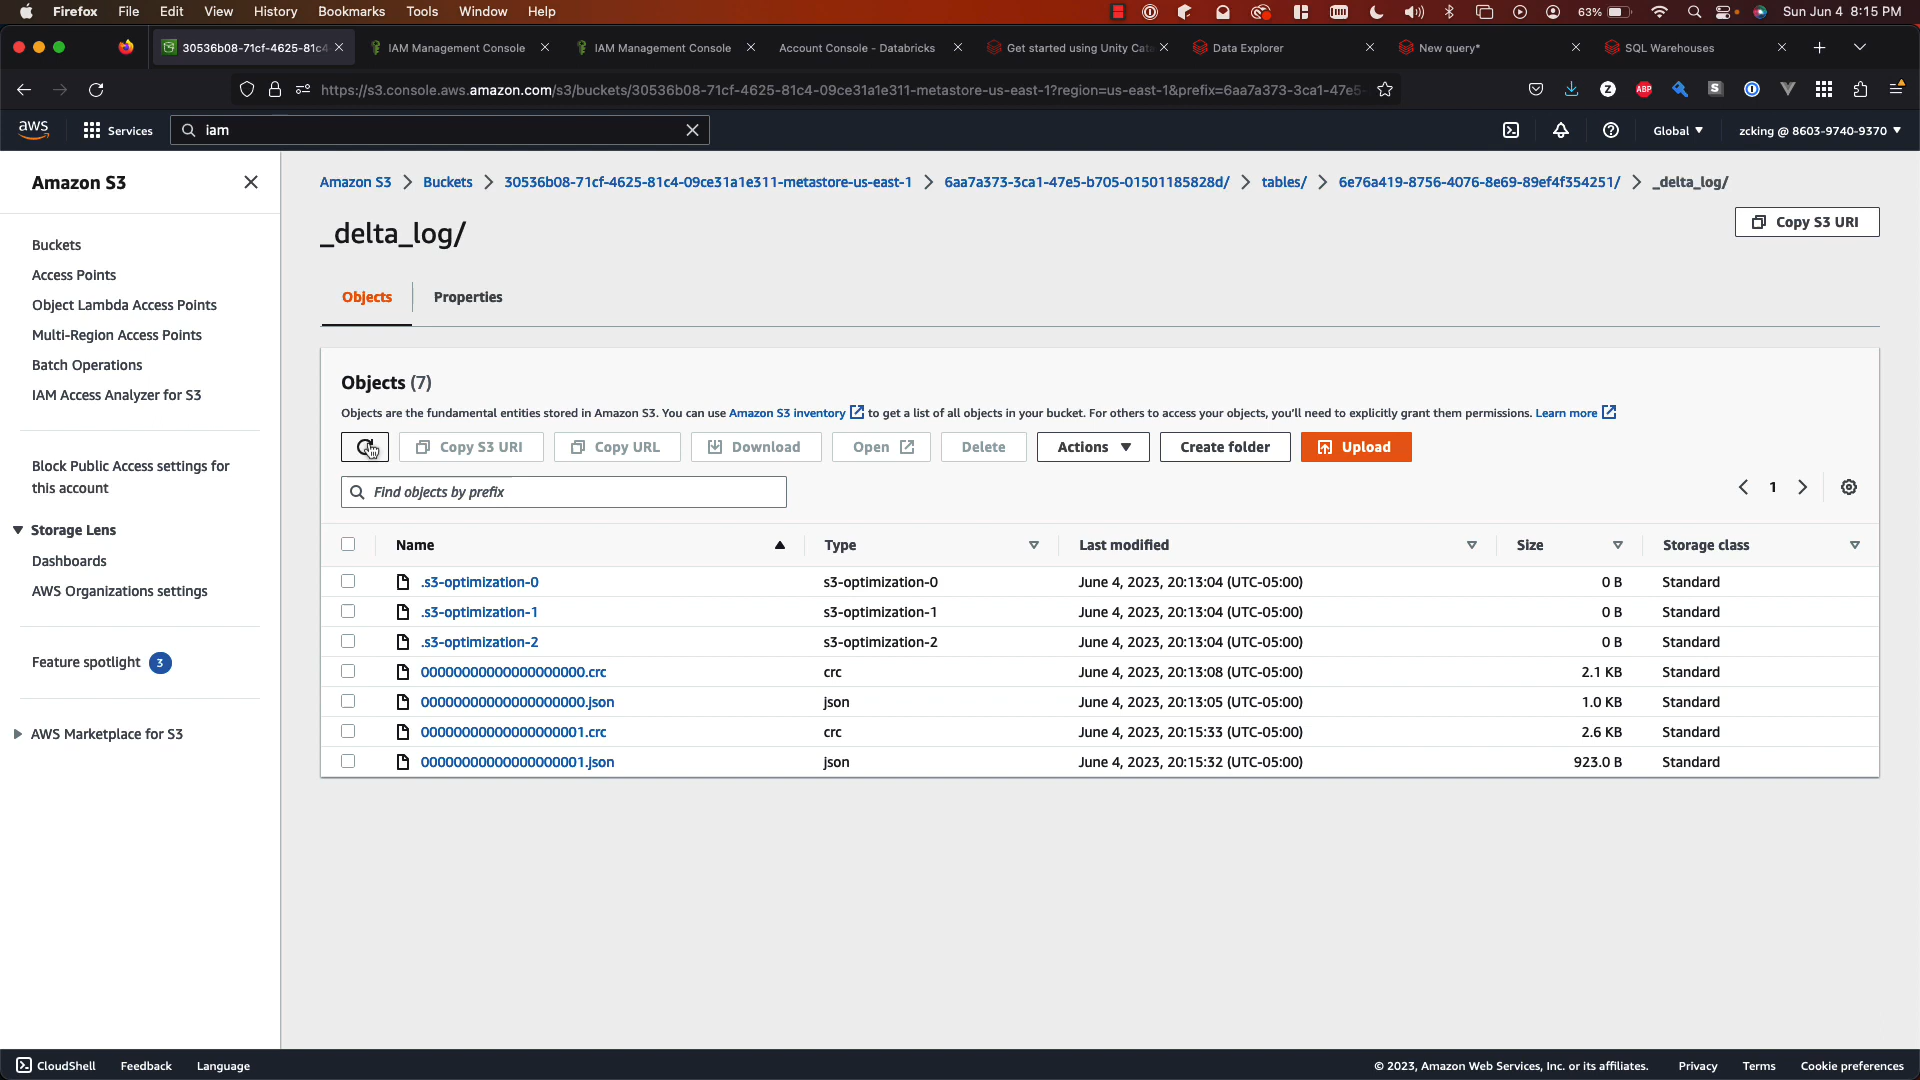 Firefox File Edit View History Bookmarks Tools Window Help 63% Sun Jun 4 8:15 PM
30536b08-71cf-4625-81c4 IAM Management Console IAM Management Console Account Console - Databricks Get started using Unity Cata Data Explorer New query* SQL Warehouses
https://s3.console.aws.amazon.com/s3/buckets/30536b08-71cf-4625-81c4-09ce31a1e311-metastore-us-east-1?region=us-east-1&prefix=6aa7a373-3ca1-47e5-
aws Services iam Global zcking @ 8603-9740-9370
Amazon S3
Buckets
Access Points
Object Lambda Access Points
Multi-Region Access Points
Batch Operations
IAM Access Analyzer for S3
Block Public Access settings for
this account
Storage Lens
Dashboards
AWS Organizations settings
Feature spotlight 3
AWS Marketplace for S3
Amazon S3 Buckets 30536b08-71cf-4625-81c4-09ce31a1e311-metastore-us-east-1 6aa7a373-3ca1-47e5-b705-01501185828d/ tables/ 6e76a419-8756-4076-8e69-89ef4f354251/ _delta_log/
_delta_log/
Copy S3 URI
Objects Properties
Objects (7)
Objects are the fundamental entities stored in Amazon S3. You can use Amazon S3 inventory to get a list of all objects in your bucket. For others to access your objects, you'll need to explicitly grant them permissions. Learn more
Copy S3 URI Copy URL Download Open Delete Actions Create folder Upload
Find objects by prefix
1
Name Type Last modified Size Storage class
.s3-optimization-0 s3-optimization-0 June 4, 2023, 20:13:04 (UTC-05:00) 0 B Standard
.s3-optimization-1 s3-optimization-1 June 4, 2023, 20:13:04 (UTC-05:00) 0 B Standard
.s3-optimization-2 s3-optimization-2 June 4, 2023, 20:13:04 (UTC-05:00) 0 B Standard
00000000000000000000.crc crc June 4, 2023, 20:13:08 (UTC-05:00) 2.1 KB Standard
00000000000000000000.json json June 4, 2023, 20:13:05 (UTC-05:00) 1.0 KB Standard
00000000000000000001.crc crc June 4, 2023, 20:15:33 (UTC-05:00) 2.6 KB Standard
00000000000000000001.json json June 4, 2023, 20:15:32 (UTC-05:00) 923.0 B Standard
CloudShell Feedback Language © 2023, Amazon Web Services, Inc. or its affiliates. Privacy Terms Cookie preferences